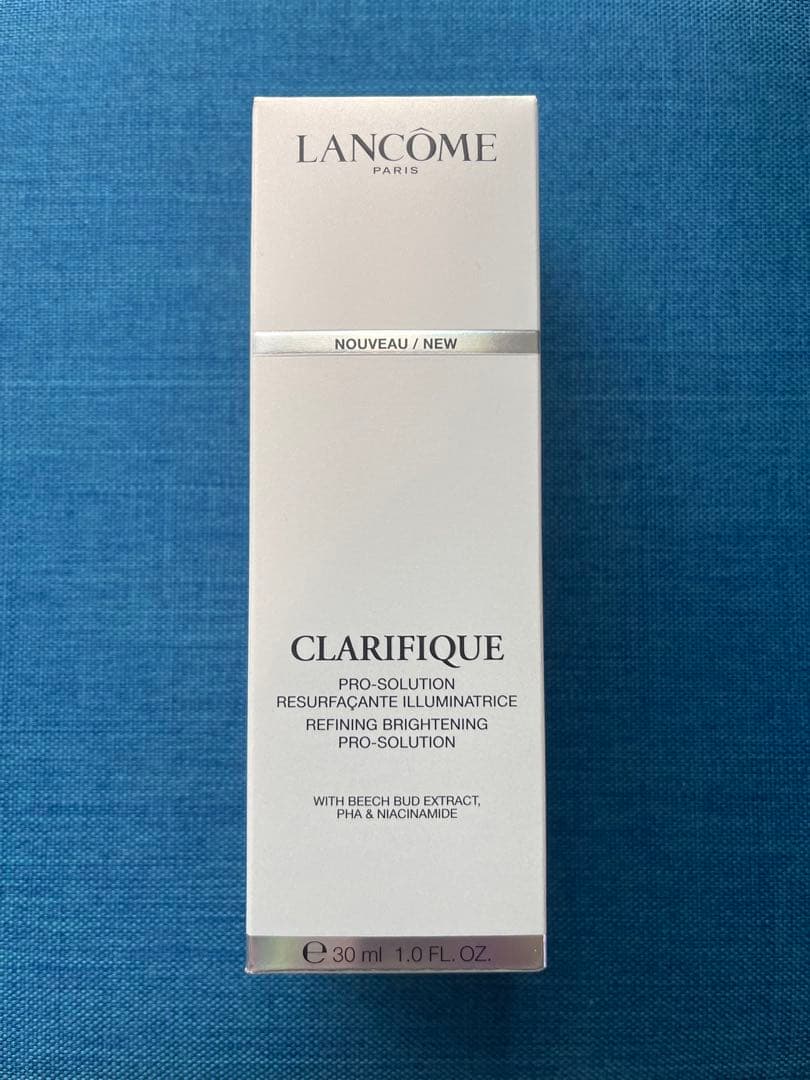 LANCÔME
PARIS
NOUVEAU / NEW
CLARIFIQUE
PRO-SOLUTION
RESURFAÇANTE ILLUMINATRICE
REFINING BRIGHTENING
PRO-SOLUTION
WITH BEECH BUD EXTRACT,
PHA & NIACINAMIDE
℮ 30 ml 1.0 FL. OZ.